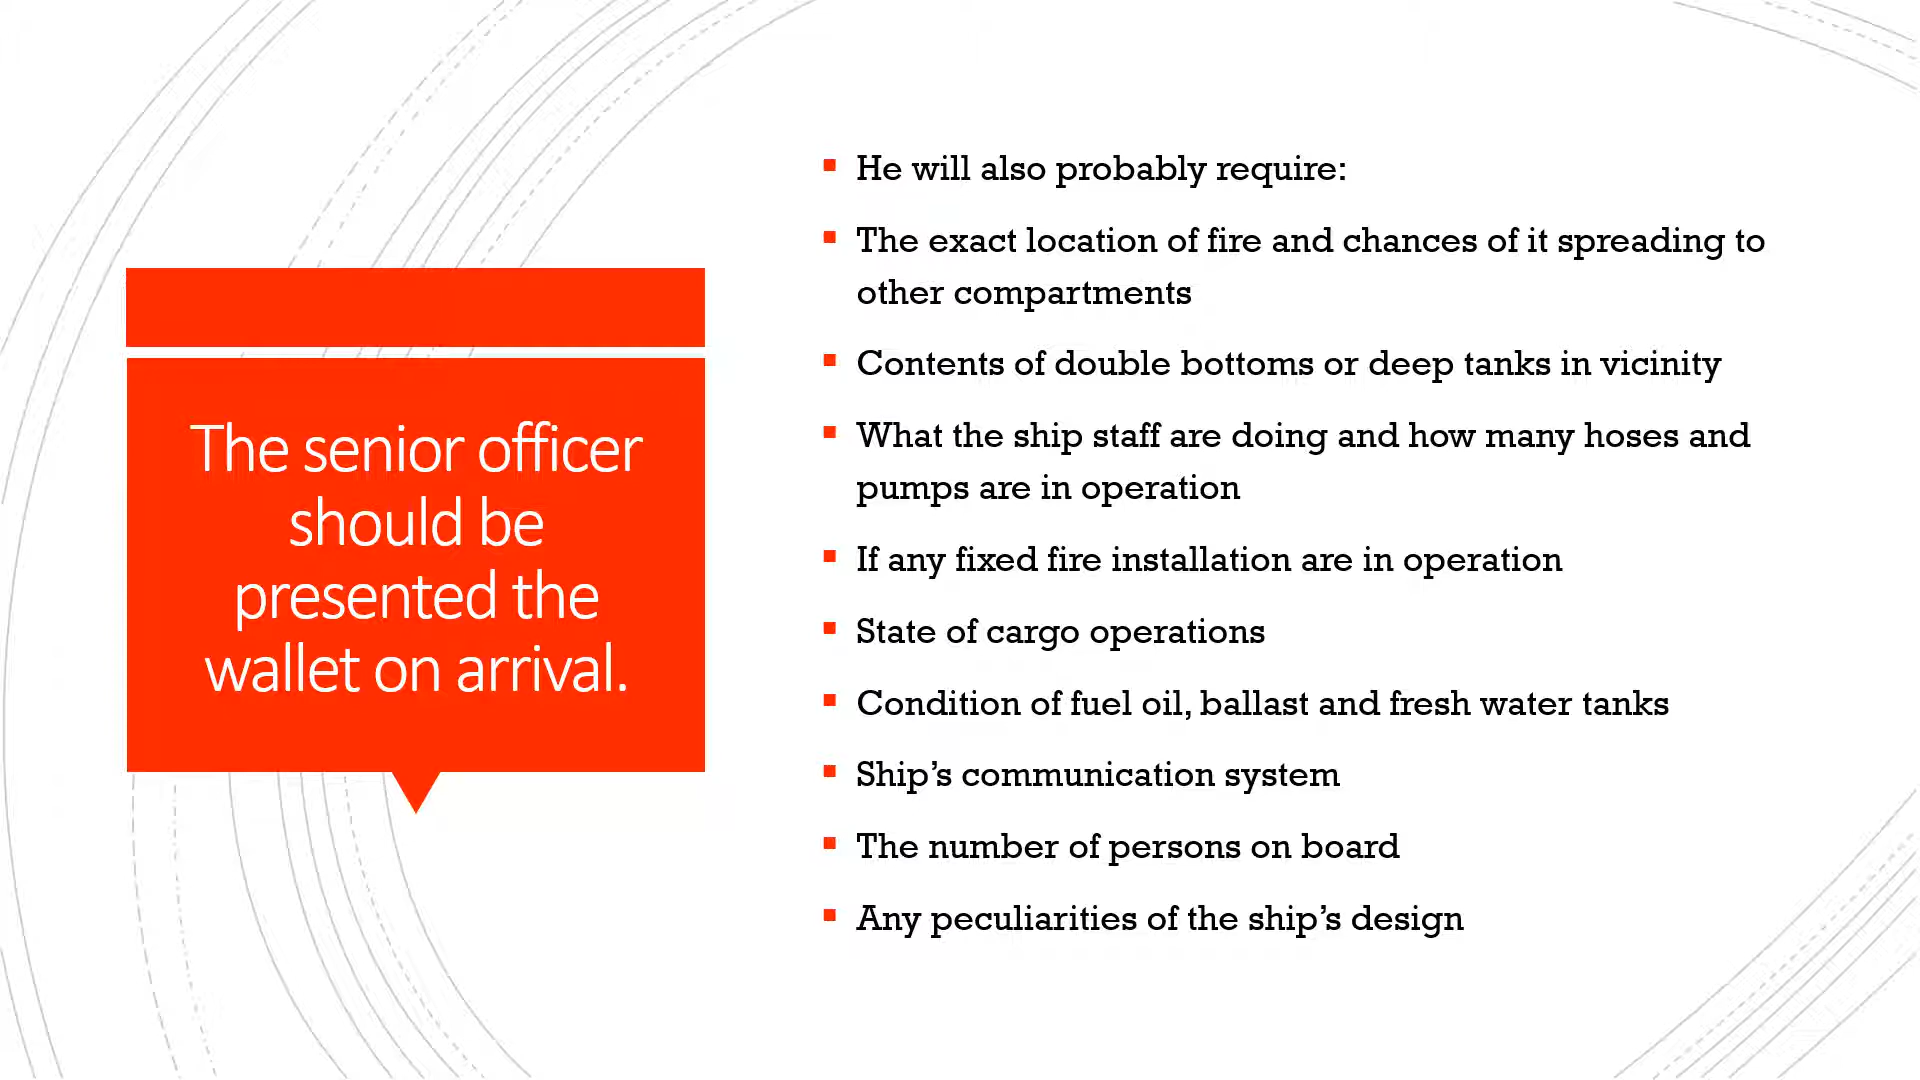 The senior officer
should be
presented the
wallet on arrival.
▪ He will also probably require:
▪ The exact location of fire and chances of it spreading to
other compartments
▪ Contents of double bottoms or deep tanks in vicinity
▪ What the ship staff are doing and how many hoses and
pumps are in operation
▪ If any fixed fire installation are in operation
▪ State of cargo operations
▪ Condition of fuel oil, ballast and fresh water tanks
▪ Ship’s communication system
▪ The number of persons on board
▪ Any peculiarities of the ship’s design